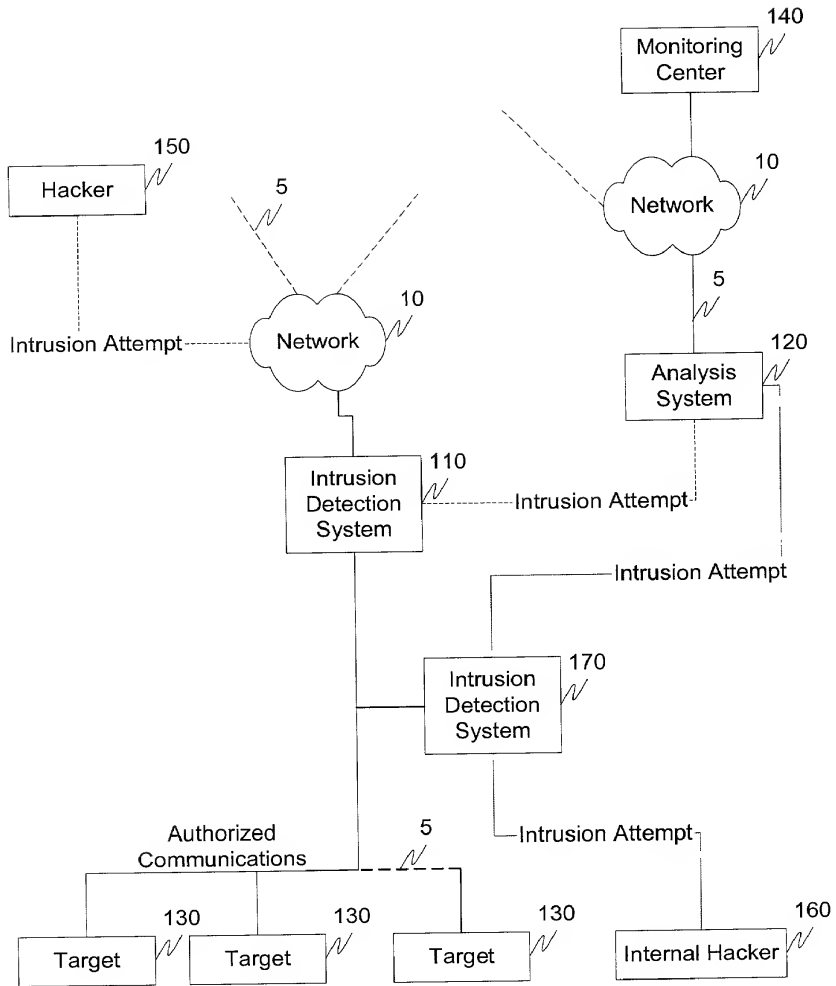 140
Monitoring
Center
150
Hacker
5
10
Network
10
Network
5
Intrusion Attempt
120
Analysis
System
110
Intrusion
Detection
System
Intrusion Attempt
Intrusion Attempt
170
Intrusion
Detection
System
Authorized
Communications
5
Intrusion Attempt
130
Target
130
Target
130
Target
160
Internal Hacker